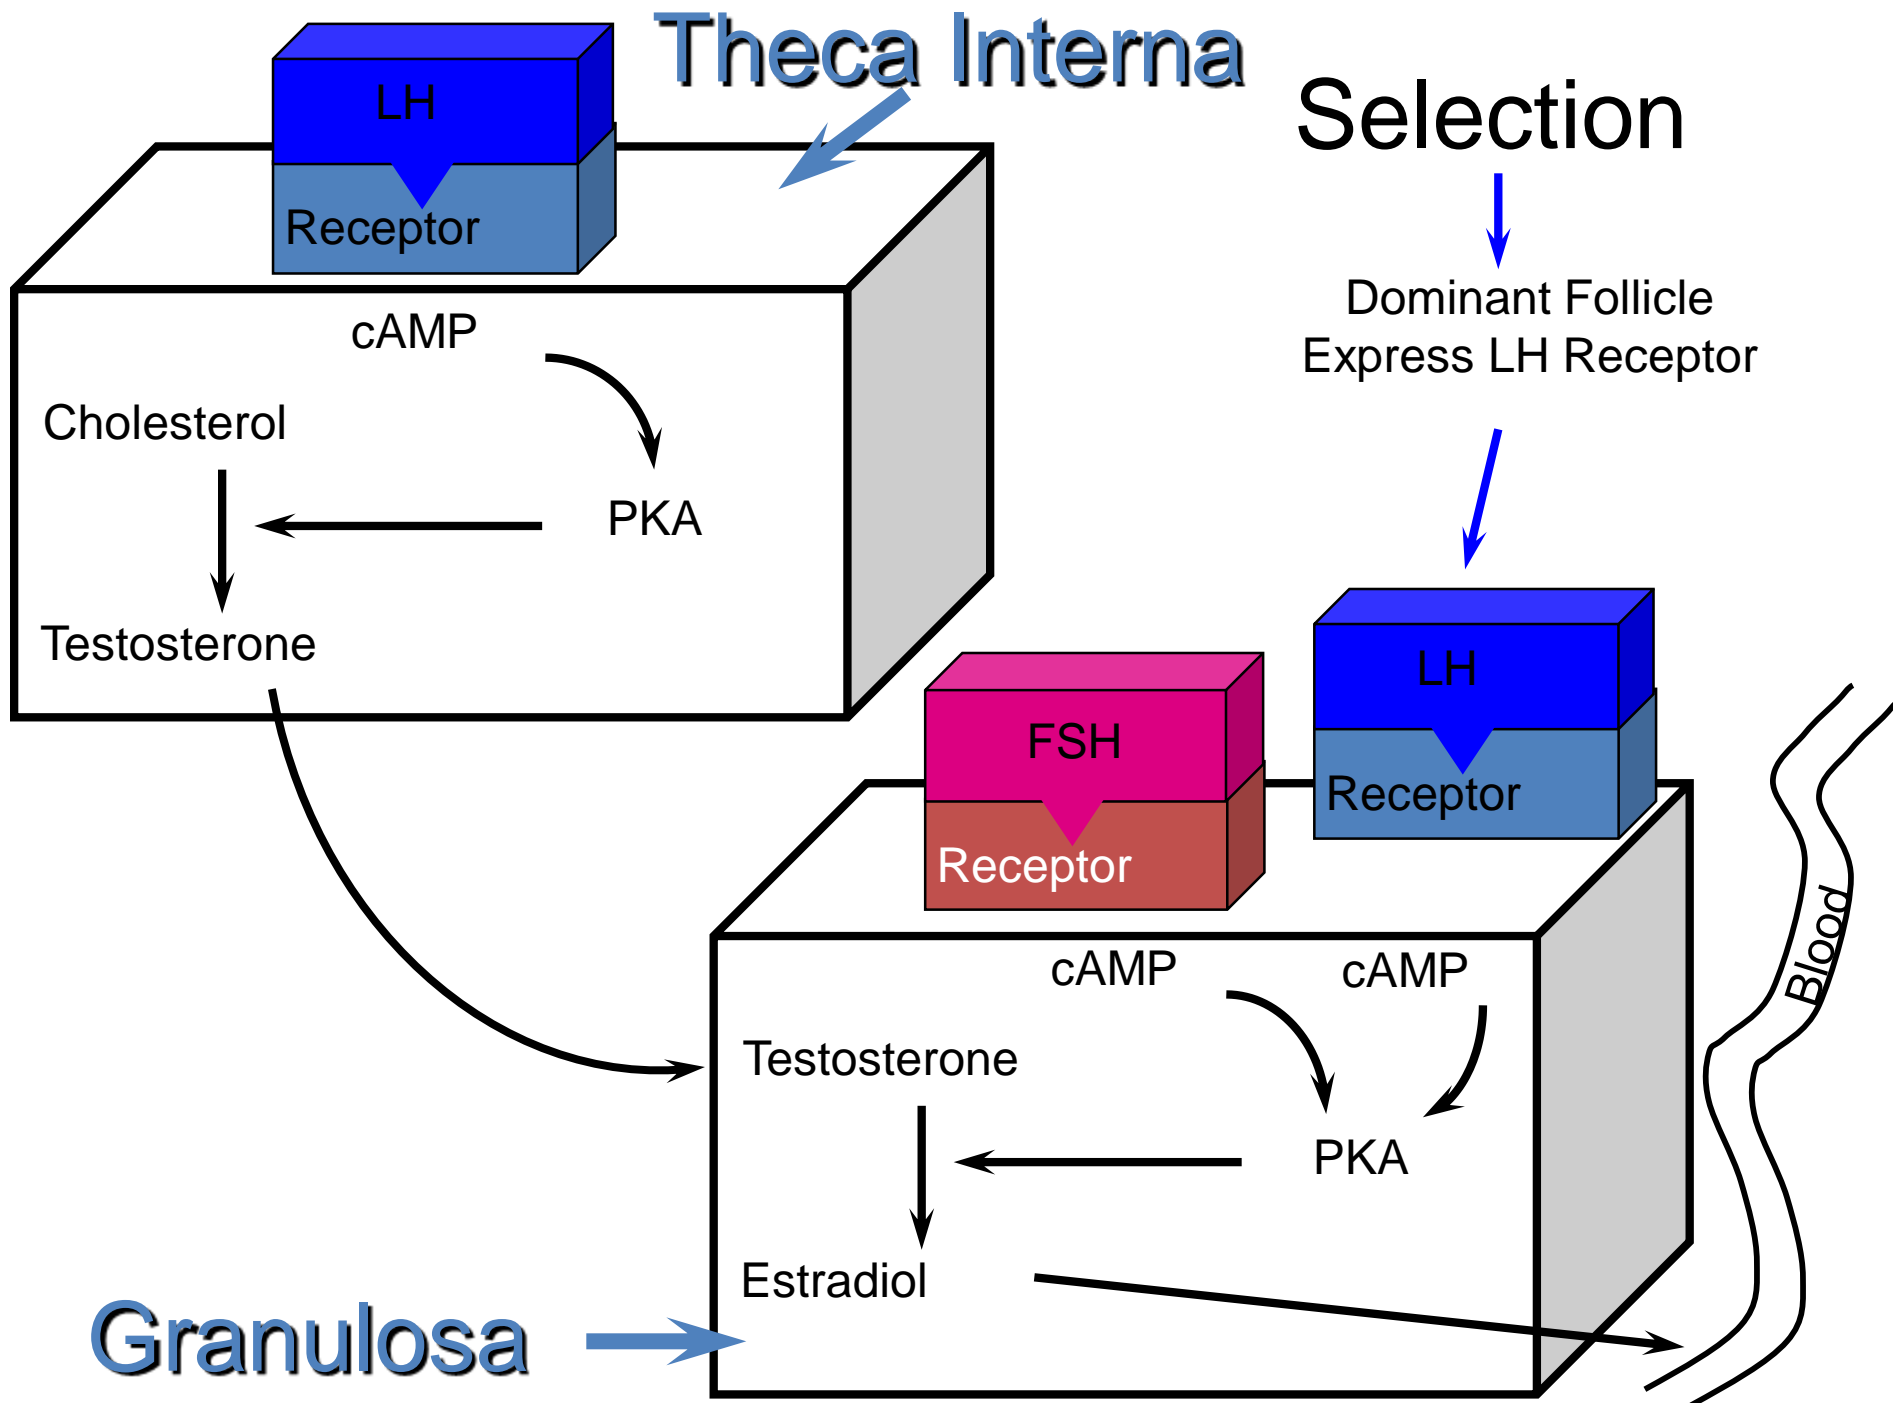 Theca Interna
LH
Receptor
cAMP
Cholesterol
PKA
Testosterone
Selection
Dominant Follicle
Express LH Receptor
FSH
Receptor
LH
Receptor
cAMP
cAMP
Testosterone
PKA
Estradiol
Granulosa
Blood